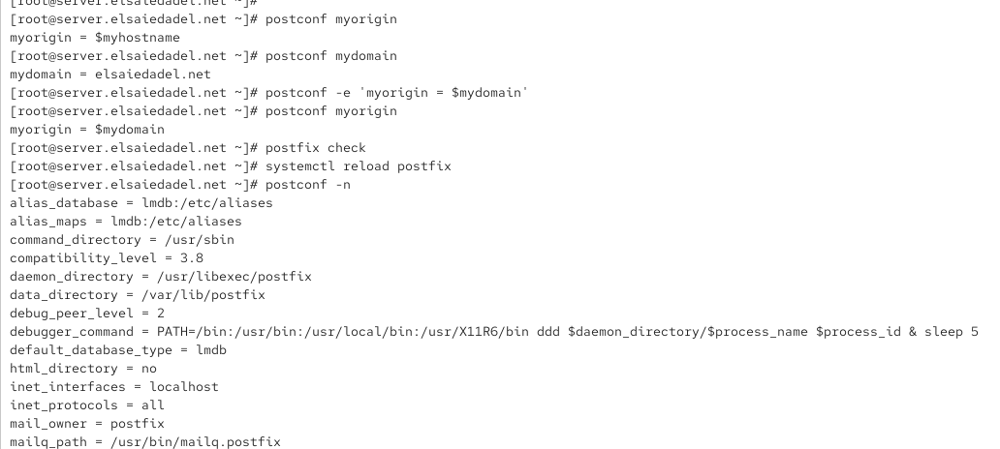 [root@server.elsaiedadel.net ~]#
[root@server.elsaiedadel.net ~]# postconf myorigin
myorigin = $myhostname
[root@server.elsaiedadel.net ~]# postconf mydomain
mydomain = elsaiedadel.net
[root@server.elsaiedadel.net ~]# postconf -e 'myorigin = $mydomain'
[root@server.elsaiedadel.net ~]# postconf myorigin
myorigin = $mydomain
[root@server.elsaiedadel.net ~]# postfix check
[root@server.elsaiedadel.net ~]# systemctl reload postfix
[root@server.elsaiedadel.net ~]# postconf -n
alias_database = lmdb:/etc/aliases
alias_maps = lmdb:/etc/aliases
command_directory = /usr/sbin
compatibility_level = 3.8
daemon_directory = /usr/libexec/postfix
data_directory = /var/lib/postfix
debug_peer_level = 2
debugger_command = PATH=/bin:/usr/bin:/usr/local/bin:/usr/X11R6/bin ddd $daemon_directory/$process_name $process_id & sleep 5
default_database_type = lmdb
html_directory = no
inet_interfaces = localhost
inet_protocols = all
mail_owner = postfix
mailq_path = /usr/bin/mailq.postfix